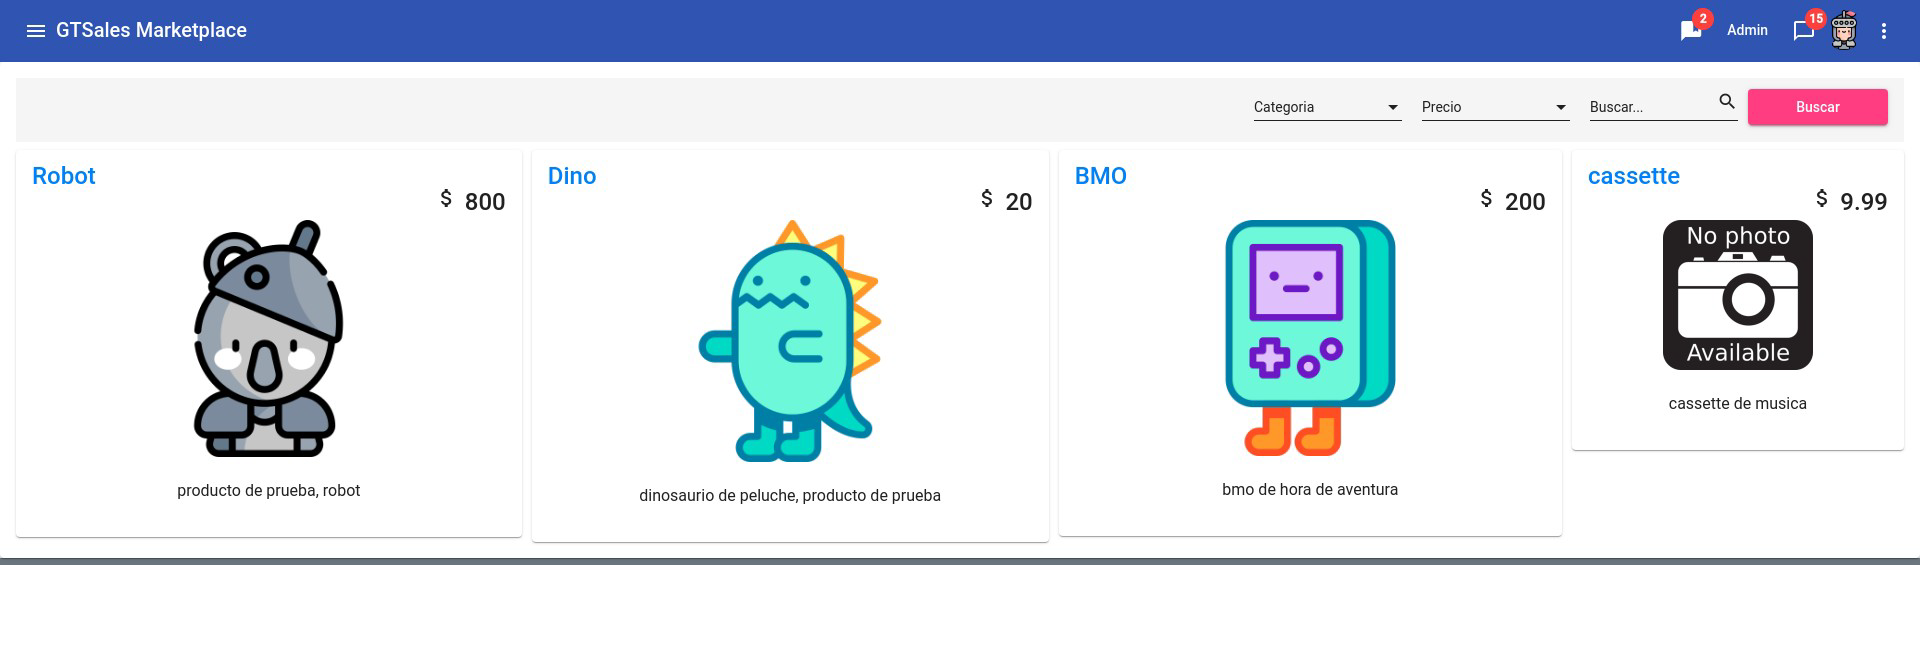 GTSales Marketplace
2
Admin
15
Categoria
Precio
Buscar...
Buscar
Robot
$ 800
producto de prueba, robot
Dino
$ 20
dinosaurio de peluche, producto de prueba
BMO
$ 200
bmo de hora de aventura
cassette
$ 9.99
No photo
Available
cassette de musica